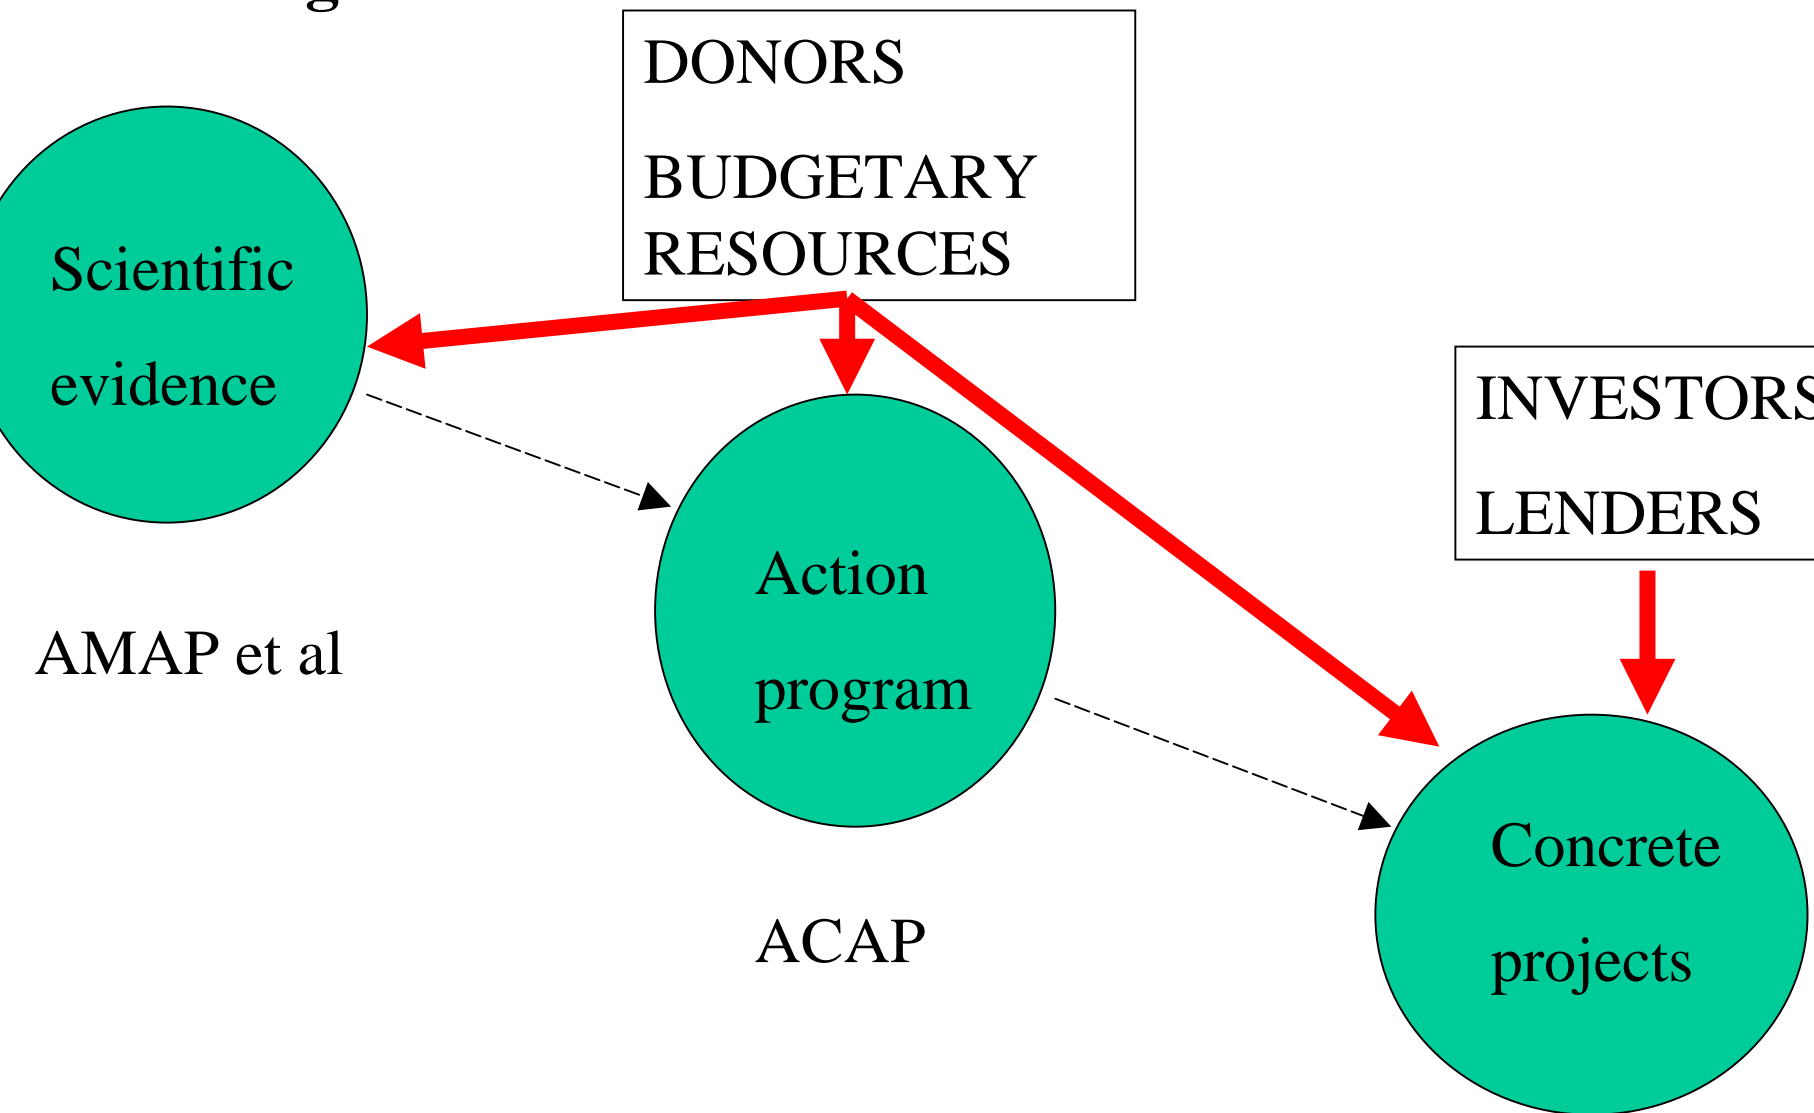 DONORS
BUDGETARY
RESOURCES
Scientific
evidence
INVESTORS
LENDERS
Action
program
AMAP et al
Concrete
projects
ACAP